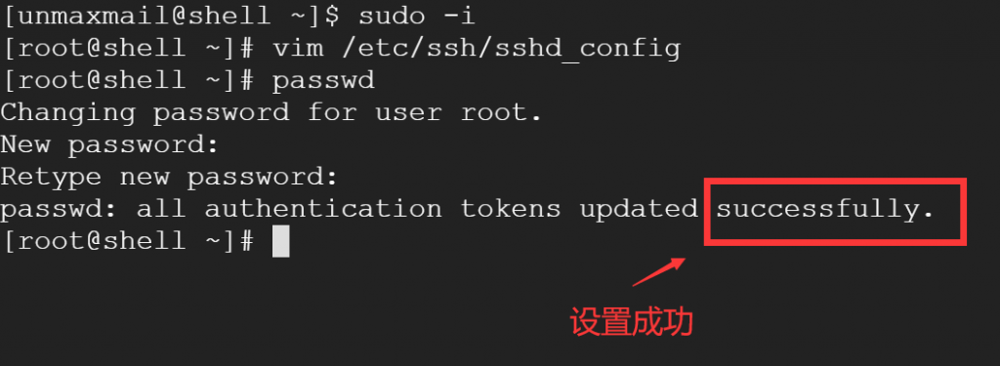 [unmaxmail@shell ~]$ sudo -i
[root@shell ~]# vim /etc/ssh/sshd_config
[root@shell ~]# passwd
Changing password for user root.
New password:
Retype new password:
passwd: all authentication tokens updated successfully.
[root@shell ~]#
设置成功